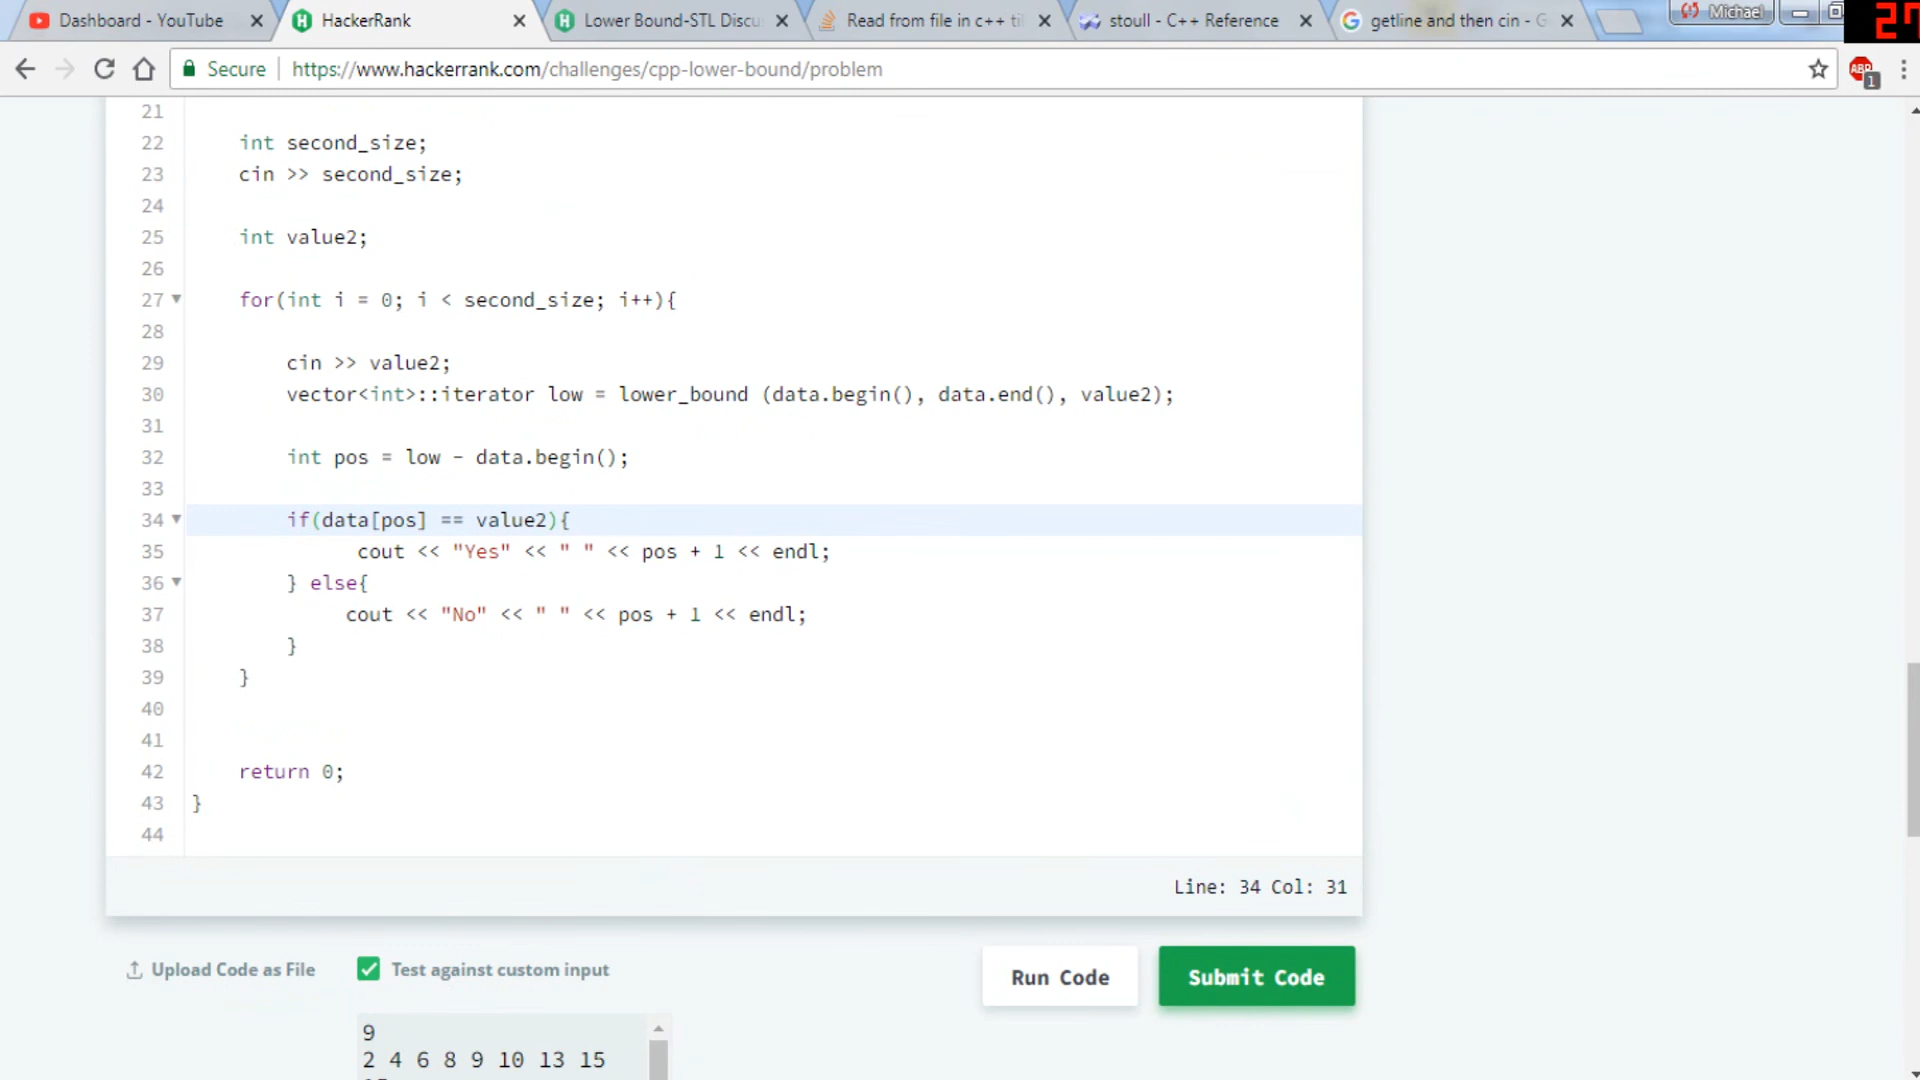 Dashboard - YouTube
HackerRank
Lower Bound-STL Discu
Read from file in c++ til
stoull - C++ Reference
getline and then cin - G
Michael
27
Secure
https://www.hackerrank.com/challenges/cpp-lower-bound/problem
ABP
1
21
22 int second_size;
23 cin >> second_size;
24
25 int value2;
26
27 for(int i = 0; i < second_size; i++){
28
29 cin >> value2;
30 vector<int>::iterator low = lower_bound (data.begin(), data.end(), value2);
31
32 int pos = low - data.begin();
33
34 if(data[pos] == value2){
35 cout << "Yes" << " " << pos + 1 << endl;
36 } else{
37 cout << "No" << " " << pos + 1 << endl;
38 }
39 }
40
41
42 return 0;
43 }
44
Line: 34 Col: 31
Upload Code as File
Test against custom input
Run Code
Submit Code
9
2 4 6 8 9 10 13 15